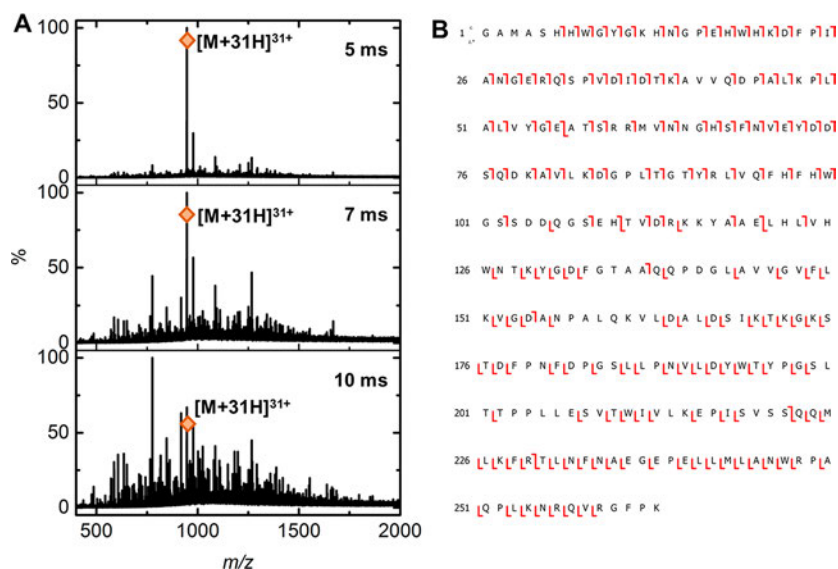 A
[M+31H]31+
5 ms
100
50
0
[M+31H]31+
7 ms
100
50
0
[M+31H]31+
10 ms
100
50
0
%
500 1000 1500 2000
m/z
B
1 G A M A S H H W G Y G K H N G P E H W H K D F P I
26 A N G E R Q S P V D I D T K A V V Q D P A L K P L
51 A L V Y G E A T S R R M V N N G H S F N V E Y D D
76 S Q D K A V L K D G P L T G T Y R L V Q F H F H W
101 G S S D D Q G S E H T V D R K K Y A A E L H L V H
126 W N T K Y G D F G T A A Q Q P D G L A V V G V F L
151 K V G D A N P A L Q K V L D A L D S I K T K G K S
176 T D F P N F D P G S L L P N V L D Y W T Y P G S L
201 T T P P L L E S V T W I V L K E P I S V S S Q Q M
226 L K F R T L N F N A E G E P E L L M L A N W R P A
251 Q P L K N R Q V R G F P K